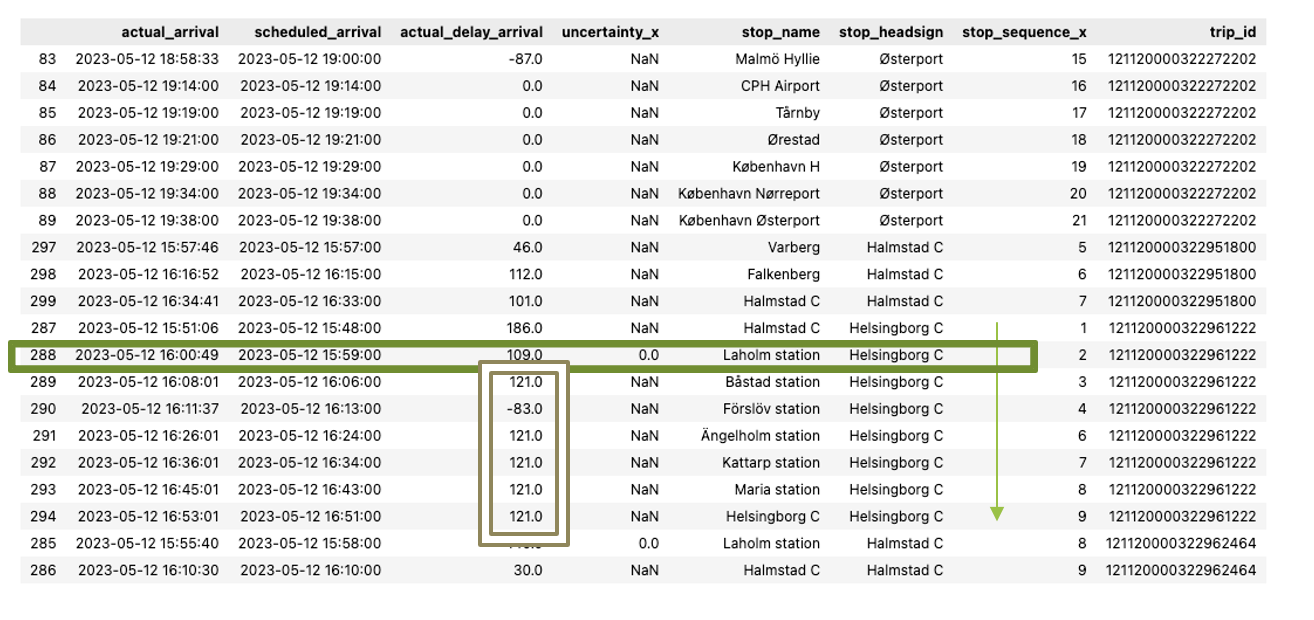 actual_arrival scheduled_arrival actual_delay_arrival uncertainty_x stop_name stop_headsign stop_sequence_x trip_id
83 2023-05-12 18:58:33 2023-05-12 19:00:00 -87.0 NaN Malmö Hyllie Østerport 15 121120000322272202
84 2023-05-12 19:14:00 2023-05-12 19:14:00 0.0 NaN CPH Airport Østerport 16 121120000322272202
85 2023-05-12 19:19:00 2023-05-12 19:19:00 0.0 NaN Tårnby Østerport 17 121120000322272202
86 2023-05-12 19:21:00 2023-05-12 19:21:00 0.0 NaN Ørestad Østerport 18 121120000322272202
87 2023-05-12 19:29:00 2023-05-12 19:29:00 0.0 NaN København H Østerport 19 121120000322272202
88 2023-05-12 19:34:00 2023-05-12 19:34:00 0.0 NaN København Nørreport Østerport 20 121120000322272202
89 2023-05-12 19:38:00 2023-05-12 19:38:00 0.0 NaN København Østerport Østerport 21 121120000322272202
297 2023-05-12 15:57:46 2023-05-12 15:57:00 46.0 NaN Varberg Halmstad C 5 121120000322951800
298 2023-05-12 16:16:52 2023-05-12 16:15:00 112.0 NaN Falkenberg Halmstad C 6 121120000322951800
299 2023-05-12 16:34:41 2023-05-12 16:33:00 101.0 NaN Halmstad C Halmstad C 7 121120000322951800
287 2023-05-12 15:51:06 2023-05-12 15:48:00 186.0 NaN Halmstad C Helsingborg C 1 121120000322961222
288 2023-05-12 16:00:49 2023-05-12 15:59:00 109.0 0.0 Laholm station Helsingborg C 2 121120000322961222
289 2023-05-12 16:08:01 2023-05-12 16:06:00 121.0 NaN Båstad station Helsingborg C 3 121120000322961222
290 2023-05-12 16:11:37 2023-05-12 16:13:00 -83.0 NaN Förslöv station Helsingborg C 4 121120000322961222
291 2023-05-12 16:26:01 2023-05-12 16:24:00 121.0 NaN Ängelholm station Helsingborg C 6 121120000322961222
292 2023-05-12 16:36:01 2023-05-12 16:34:00 121.0 NaN Kattarp station Helsingborg C 7 121120000322961222
293 2023-05-12 16:45:01 2023-05-12 16:43:00 121.0 NaN Maria station Helsingborg C 8 121120000322961222
294 2023-05-12 16:53:01 2023-05-12 16:51:00 121.0 NaN Helsingborg C Helsingborg C 9 121120000322961222
285 2023-05-12 15:55:40 2023-05-12 15:58:00 0.0 Laholm station Halmstad C 8 121120000322962464
286 2023-05-12 16:10:30 2023-05-12 16:10:00 30.0 NaN Halmstad C Halmstad C 9 121120000322962464